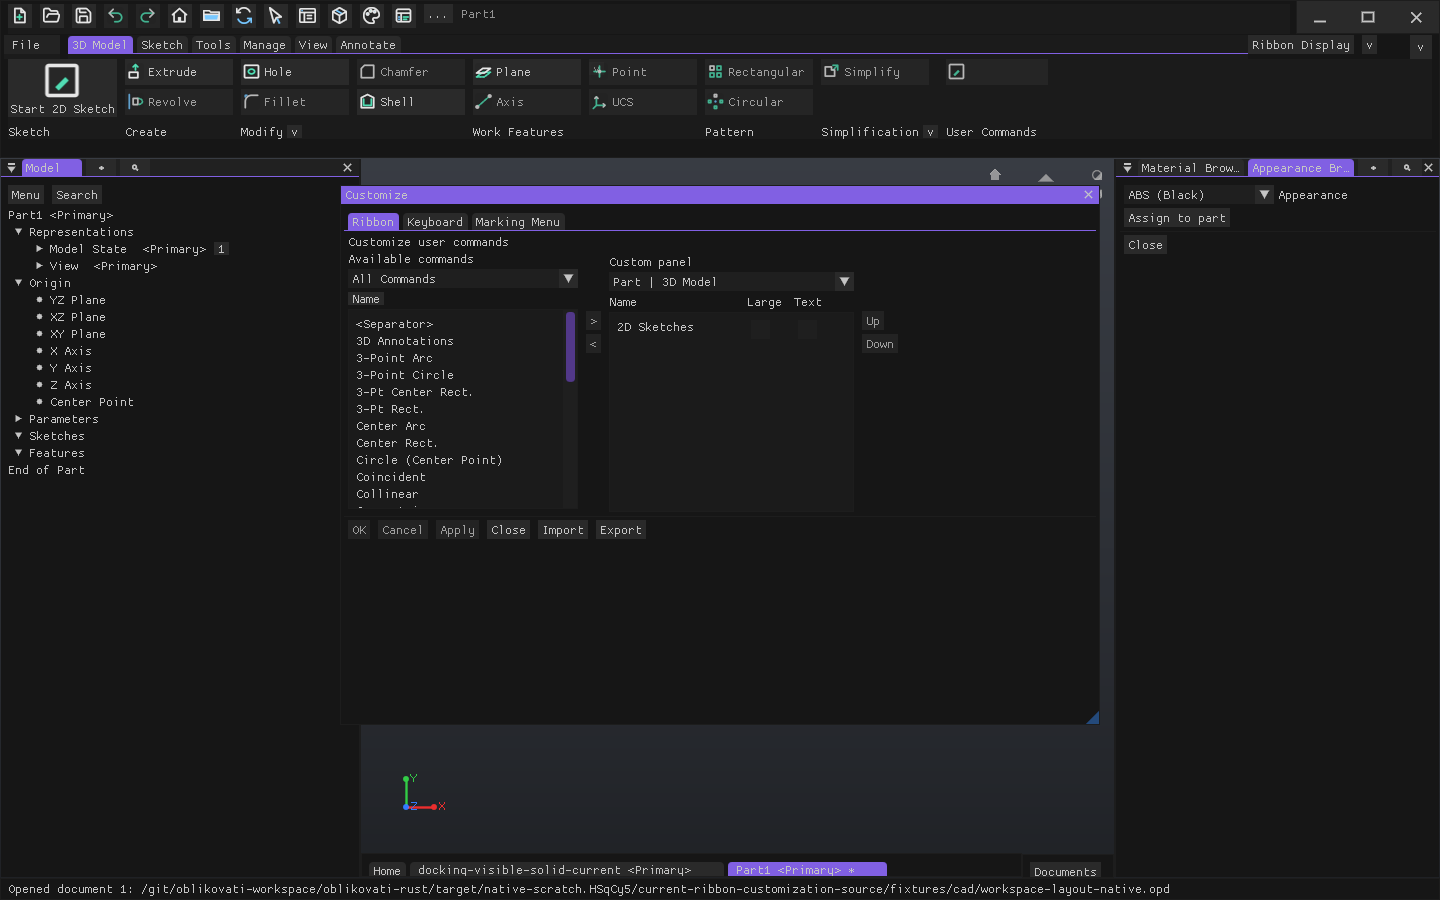 ... Part1
File 3D Model Sketch Tools Manage View Annotate Ribbon Display v v
Start 2D Sketch
Extrude Hole Chamfer Plane Point Rectangular Simplify
Revolve Fillet Shell Axis UCS Circular
Sketch Create Modify v Work Features Pattern Simplification v User Commands
Model
Menu Search
Part1 <Primary>
Representations
Model State <Primary> 1
View <Primary>
Origin
YZ Plane
XZ Plane
XY Plane
X Axis
Y Axis
Z Axis
Center Point
Parameters
Sketches
Features
End of Part
Customize
Ribbon Keyboard Marking Menu
Customize user commands
Available commands
All Commands
Name
<Separator>
3D Annotations
3-Point Arc
3-Point Circle
3-Pt Center Rect.
3-Pt Rect.
Center Arc
Center Rect.
Circle (Center Point)
Coincident
Collinear
>
<
Custom panel
Part | 3D Model
Name Large Text
2D Sketches
Up
Down
OK Cancel Apply Close Import Export
Material Brow… Appearance Br…
ABS (Black) Appearance
Assign to part
Close
Y
Z X
Home docking-visible-solid-current <Primary> Part1 <Primary> * Documents
Opened document 1: /git/oblikovati-workspace/oblikovati-rust/target/native-scratch.HSqCy5/current-ribbon-customization-source/fixtures/cad/workspace-layout-native.opd